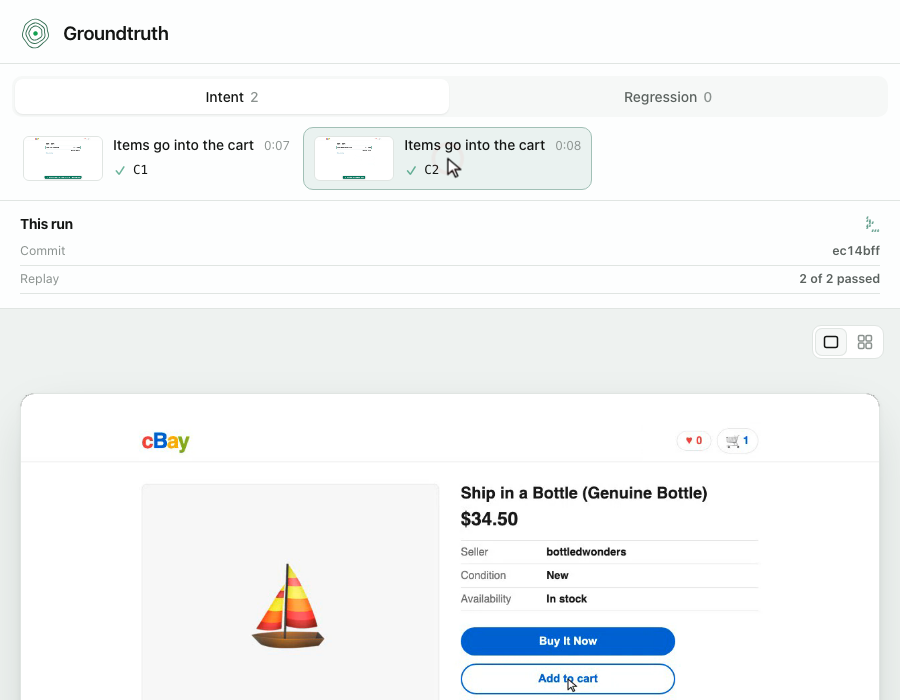 Groundtruth
Intent 2
Regression 0
Items go into the cart 0:07
C1
Items go into the cart 0:08
C2
This run
Commit ec14bff
Replay 2 of 2 passed
cBay
0
1
Ship in a Bottle (Genuine Bottle)
$34.50
Seller bottledwonders
Condition New
Availability In stock
Buy It Now
Add to cart